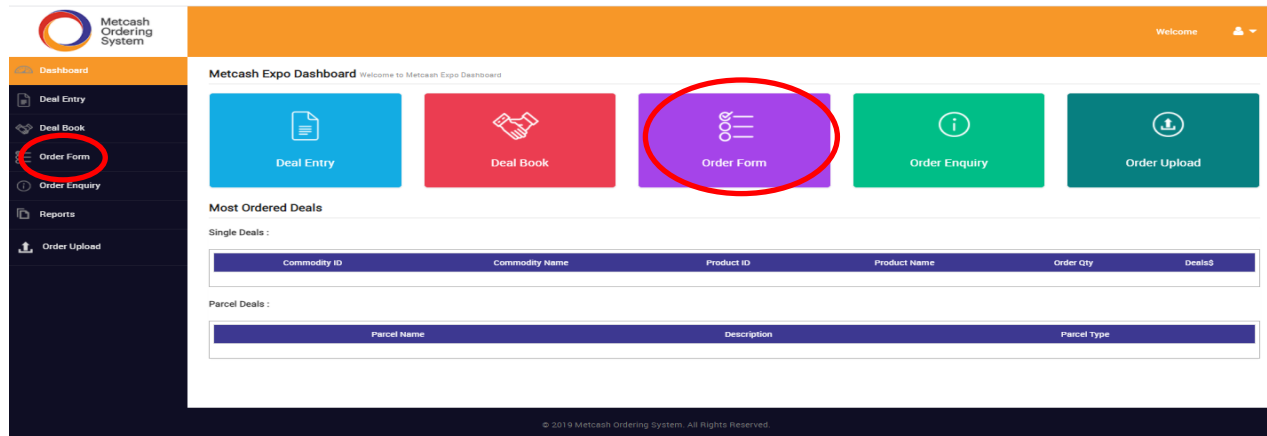 Metcash
Ordering
System
Welcome
Dashboard
Metcash Expo Dashboard Welcome to Metcash Expo Dashboard
Deal Entry
Deal Book
Order Form
Order Enquiry
Reports
Order Upload
Deal Entry
Deal Book
Order Form
Order Enquiry
Order Upload
Most Ordered Deals
Single Deals :
Commodity ID Commodity Name Product ID Product Name Order Qty Deals$
Parcel Deals :
Parcel Name Description Parcel Type
© 2019 Metcash Ordering System. All Rights Reserved.